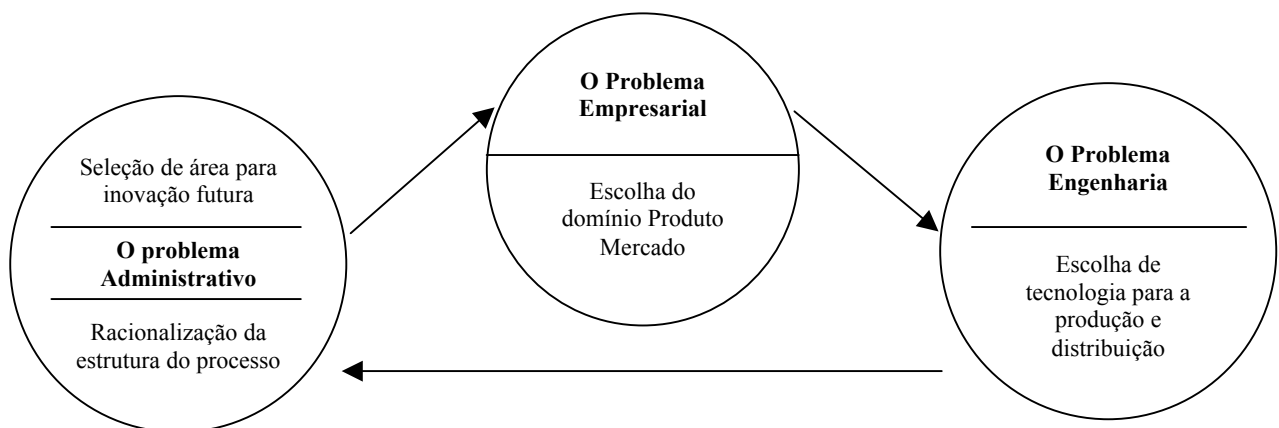 Seleção de área para
inovação futura
O problema
Administrativo
Racionalização da
estrutura do processo
O Problema
Empresarial
Escolha do
domínio Produto
Mercado
O Problema
Engenharia
Escolha de
tecnologia para a
produção e
distribuição